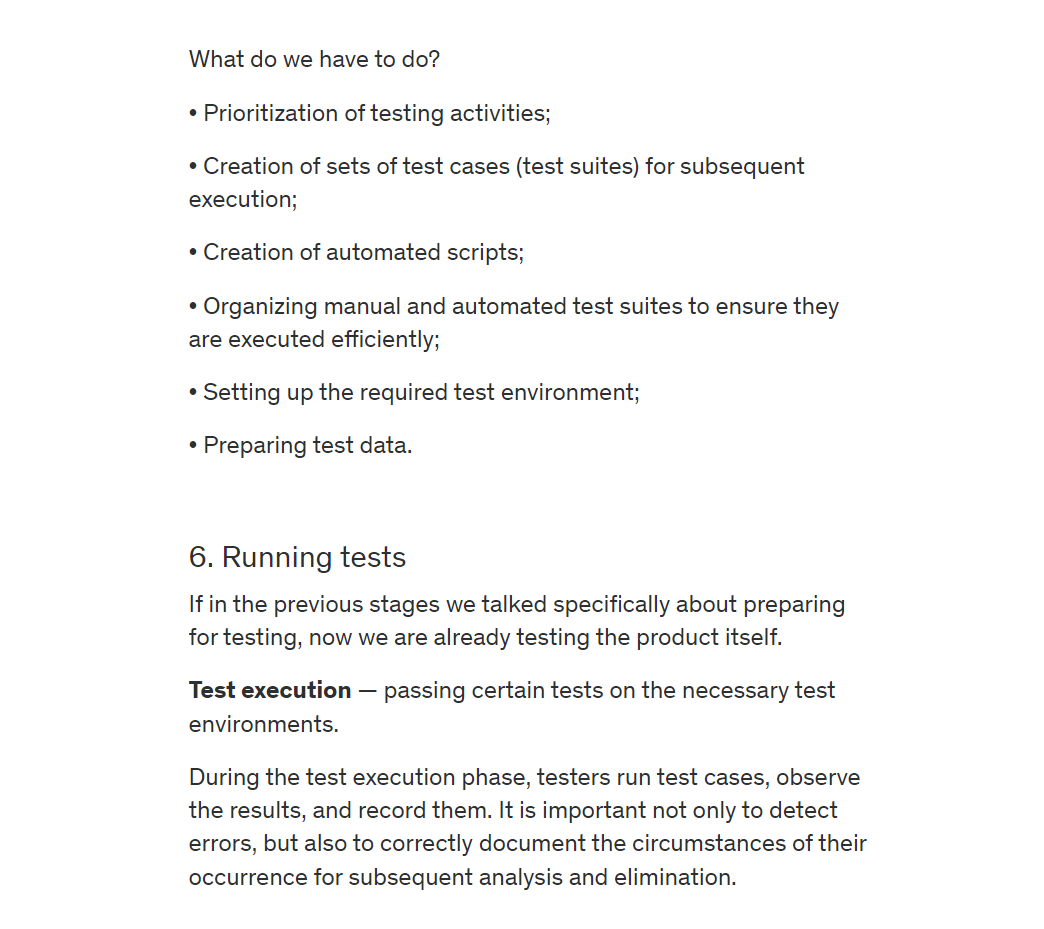 What do we have to do?
• Prioritization of testing activities;
• Creation of sets of test cases (test suites) for subsequent
execution;
• Creation of automated scripts;
• Organizing manual and automated test suites to ensure they
are executed efficiently;
• Setting up the required test environment;
• Preparing test data.
6. Running tests
If in the previous stages we talked specifically about preparing
for testing, now we are already testing the product itself.
Test execution — passing certain tests on the necessary test
environments.
During the test execution phase, testers run test cases, observe
the results, and record them. It is important not only to detect
errors, but also to correctly document the circumstances of their
occurrence for subsequent analysis and elimination.